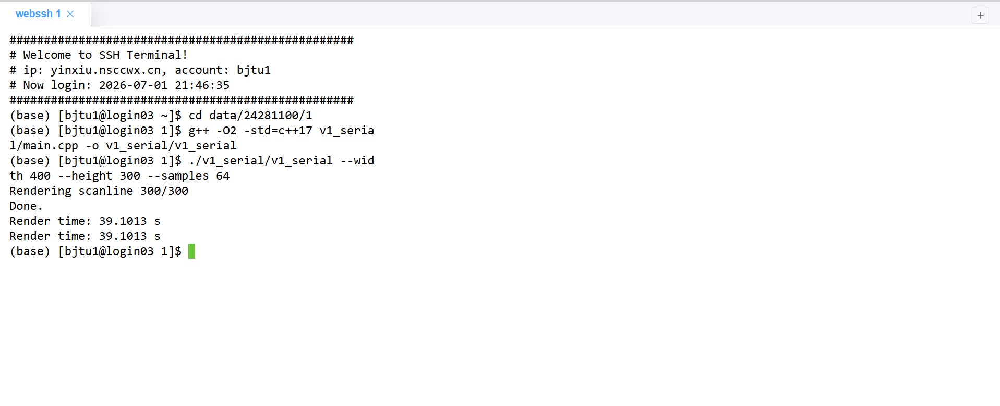 webssh 1 ×
+
##################################################
# Welcome to SSH Terminal!
# ip: yinxiu.nsccwx.cn, account: bjtu1
# Now login: 2026-07-01 21:46:35
##################################################
(base) [bjtu1@login03 ~]$ cd data/24281100/1
(base) [bjtu1@login03 1]$ g++ -O2 -std=c++17 v1_seria
l/main.cpp -o v1_serial/v1_serial
(base) [bjtu1@login03 1]$ ./v1_serial/v1_serial --wid
th 400 --height 300 --samples 64
Rendering scanline 300/300
Done.
Render time: 39.1013 s
Render time: 39.1013 s
(base) [bjtu1@login03 1]$